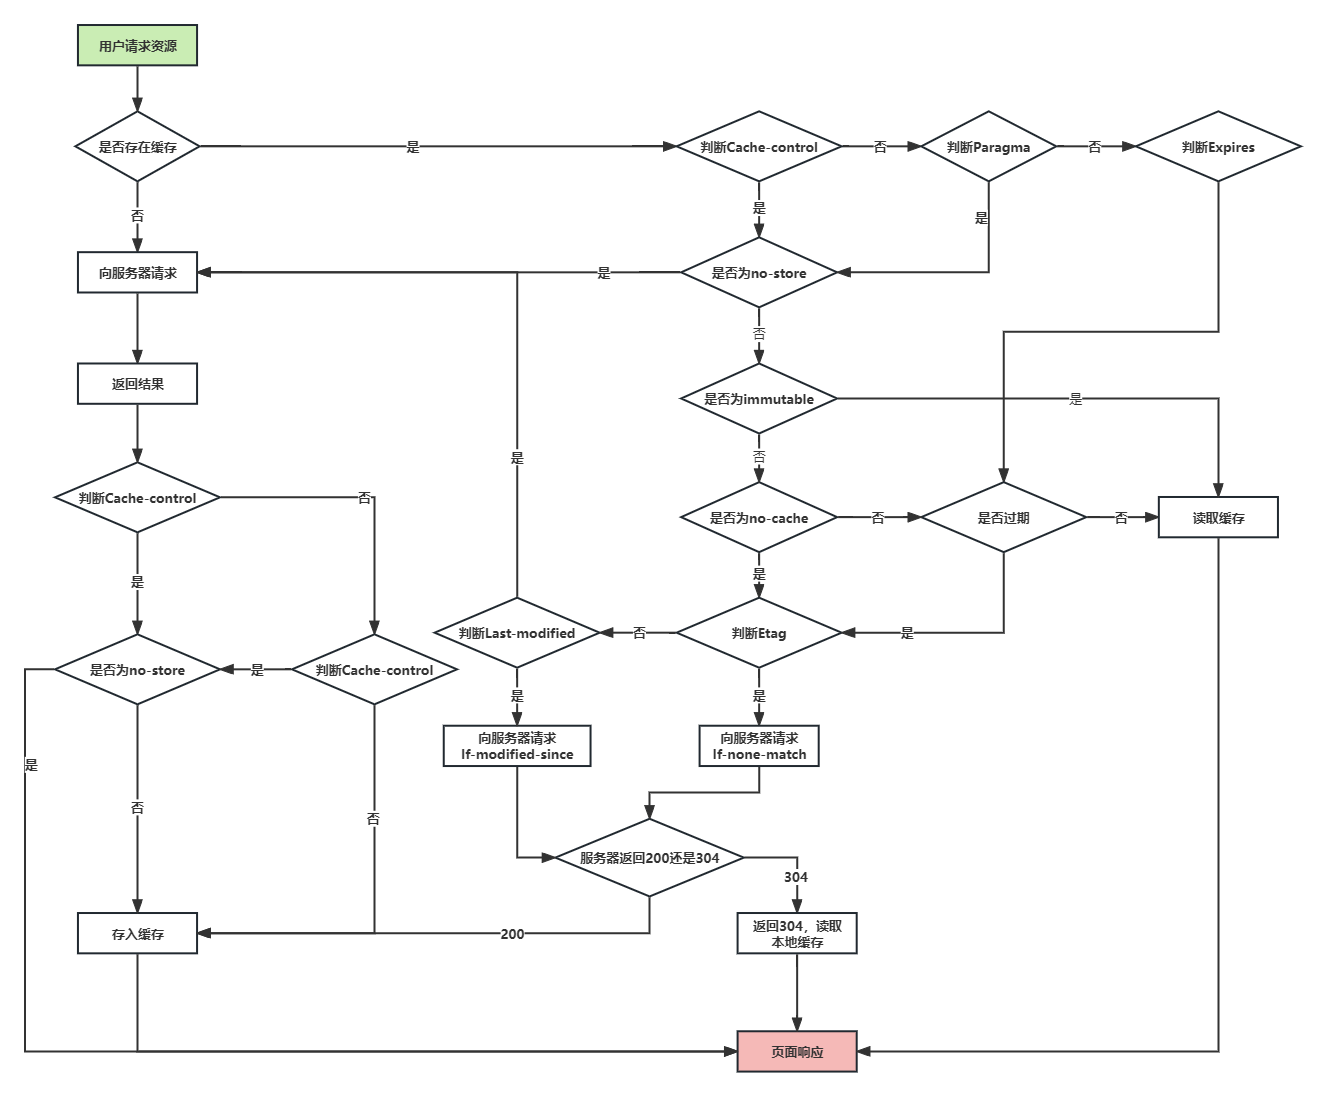 用户请求资源
是否存在缓存
是
判断Cache-control
否
判断Paragma
否
判断Expires
否
是
是
向服务器请求
是
是否为no-store
否
返回结果
是否为immutable
是
是
否
判断Cache-control
否
是否为no-cache
否
是否过期
否
读取缓存
是
是
判断Last-modified
否
判断Etag
是
是否为no-store
是
判断Cache-control
是
是
向服务器请求
If-modified-since
向服务器请求
If-none-match
是
否
否
服务器返回200还是304
304
存入缓存
200
返回304，读取
本地缓存
页面响应